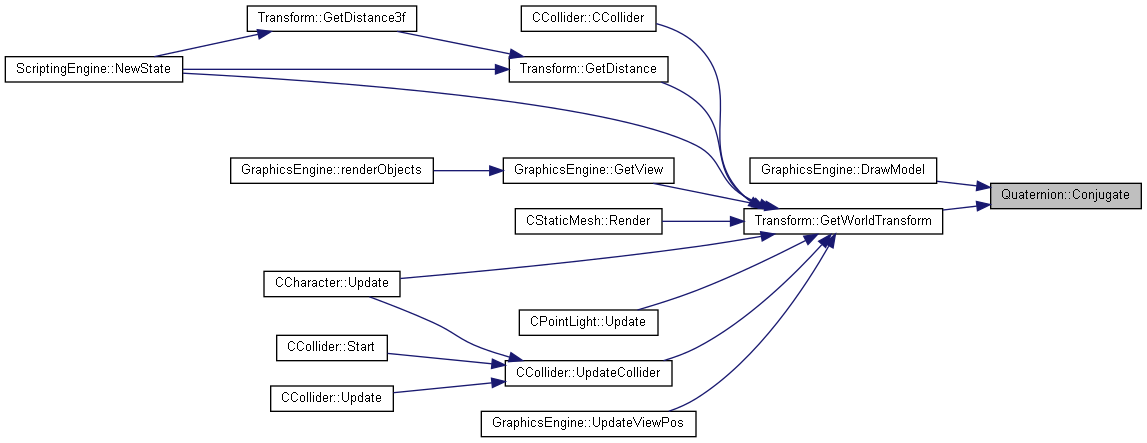 Transform::GetDistance3f
CCollider::CCollider
ScriptingEngine::NewState
Transform::GetDistance
GraphicsEngine::renderObjects
GraphicsEngine::GetView
GraphicsEngine::DrawModel
Quaternion::Conjugate
CStaticMesh::Render
Transform::GetWorldTransform
CCharacter::Update
CPointLight::Update
CCollider::Start
CCollider::UpdateCollider
CCollider::Update
GraphicsEngine::UpdateViewPos